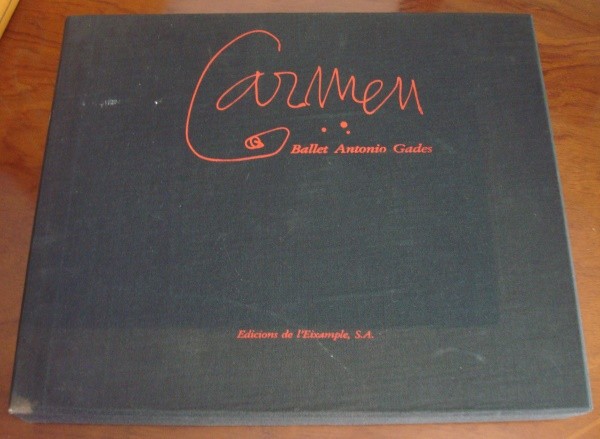 Carmen
Ballet Antonio Gades
Edicions de l'Eixample, S.A.